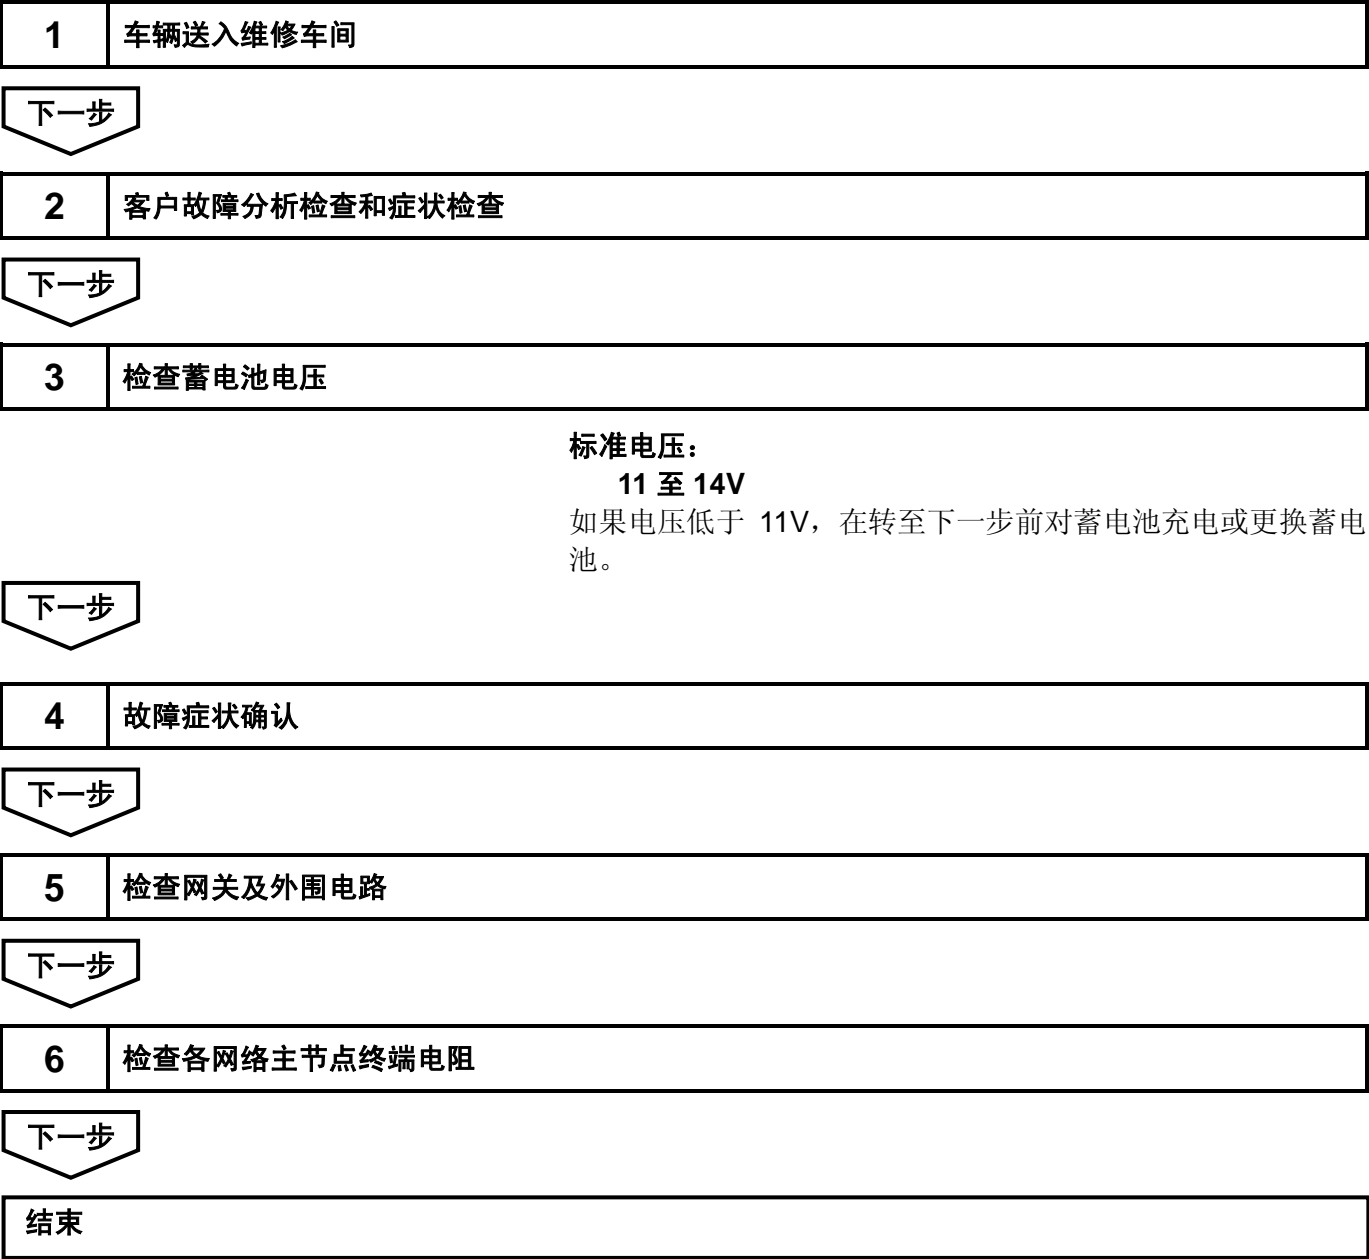 1 车辆送入维修车间
下一步
2 客户故障分析检查和症状检查
下一步
3 检查蓄电池电压
标准电压：
11 至 14V
如果电压低于 11V，在转至下一步前对蓄电池充电或更换蓄电
池。
下一步
4 故障症状确认
下一步
5 检查网关及外围电路
下一步
6 检查各网络主节点终端电阻
下一步
结束